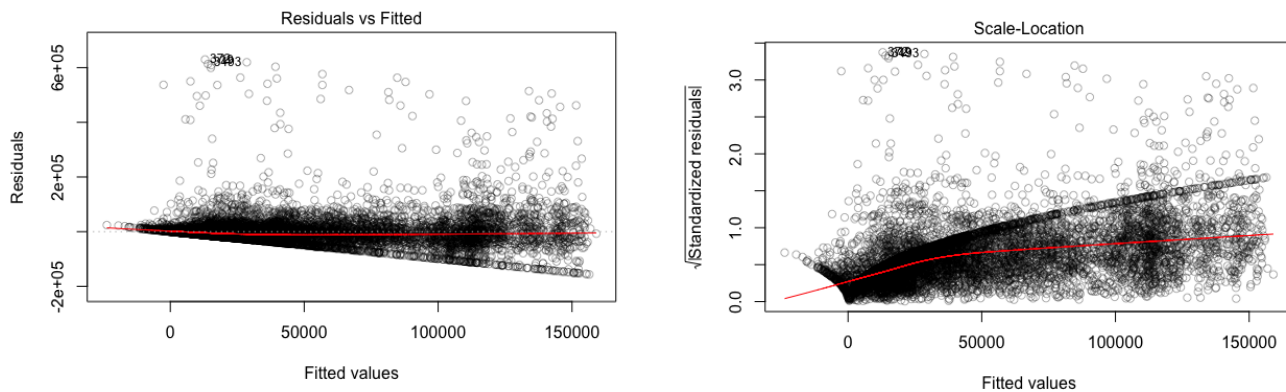 Residuals vs Fitted
Residuals
6e+05
2e+05
-2e+05
0
50000
100000
150000
Fitted values
Scale-Location
√|Standardized residuals|
3.0
2.0
1.0
0.0
0
50000
100000
150000
Fitted values